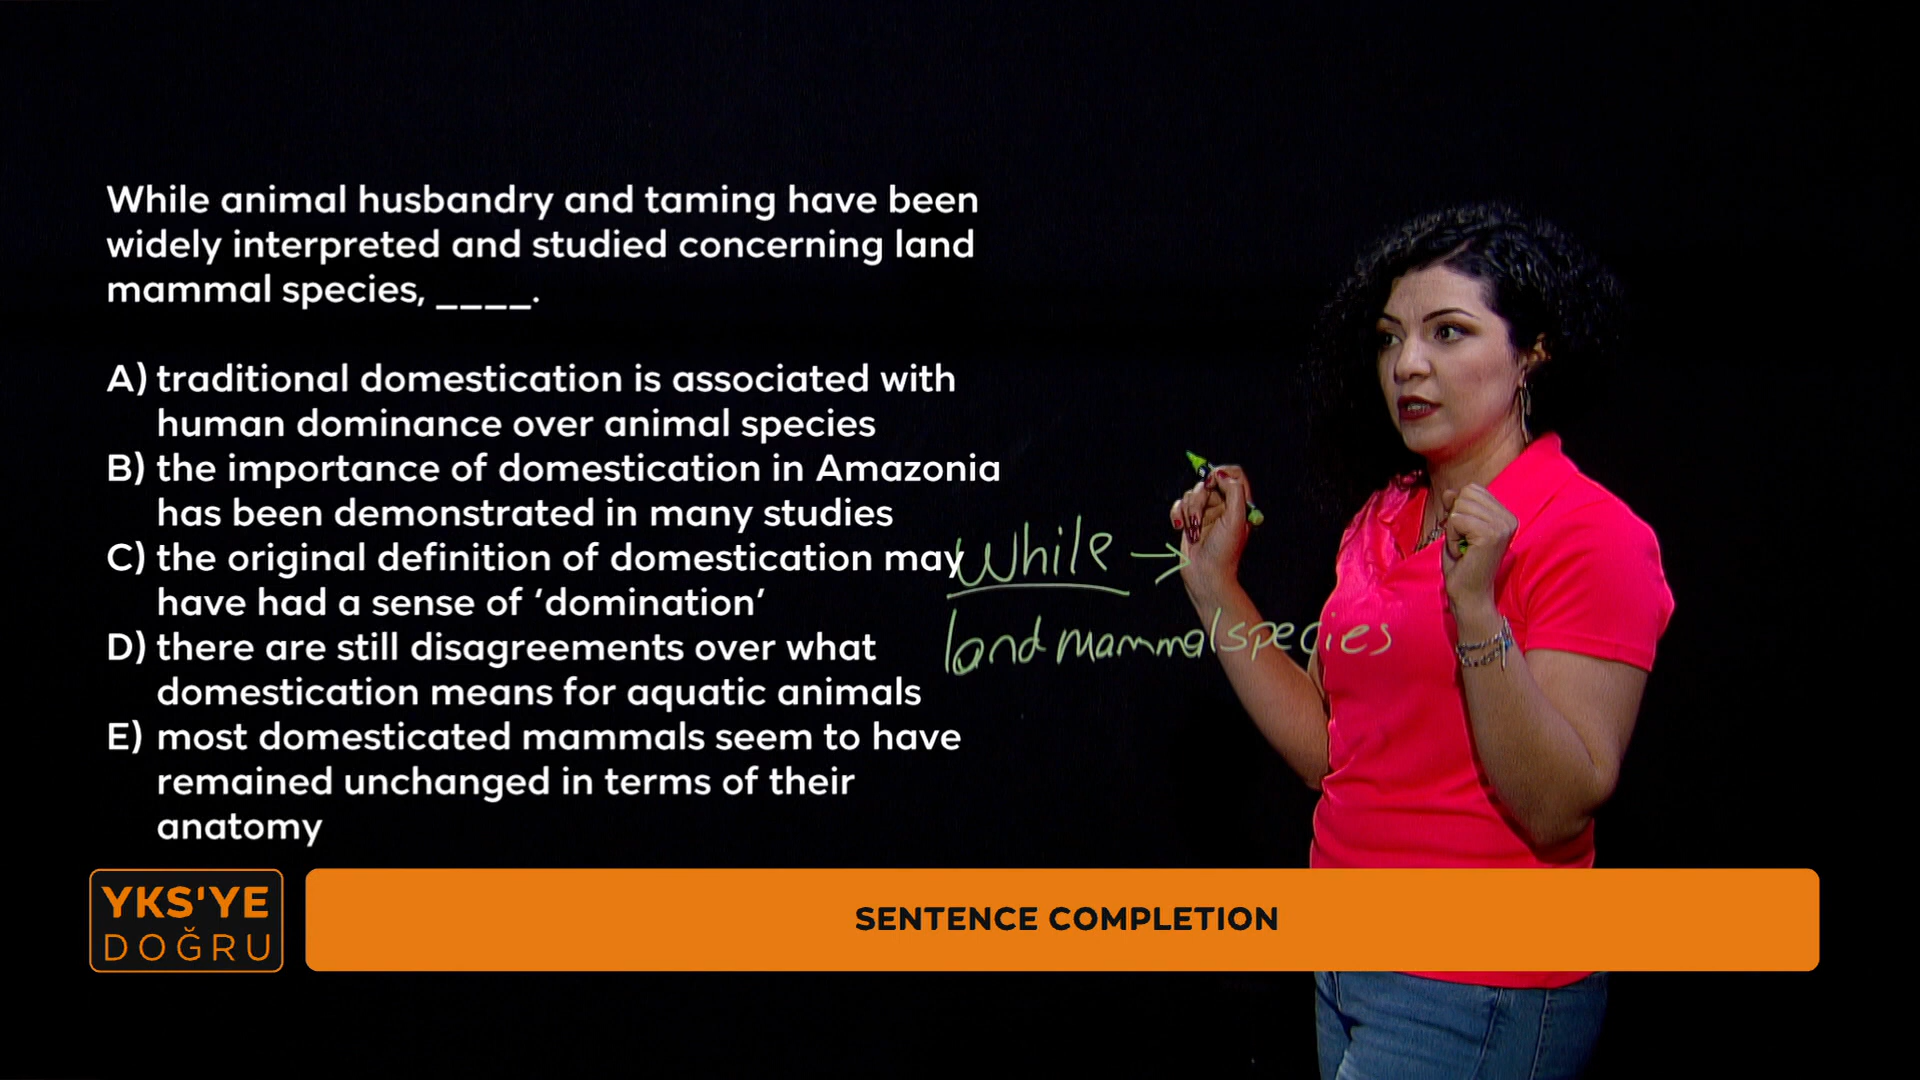 While animal husbandry and taming have been
widely interpreted and studied concerning land
mammal species, ____.
A) traditional domestication is associated with
human dominance over animal species
B) the importance of domestication in Amazonia
has been demonstrated in many studies
C) the original definition of domestication may
have had a sense of ‘domination’
D) there are still disagreements over what
domestication means for aquatic animals
E) most domesticated mammals seem to have
remained unchanged in terms of their
anatomy
While →
land mammal species
YKS'YE
DOĞRU
SENTENCE COMPLETION